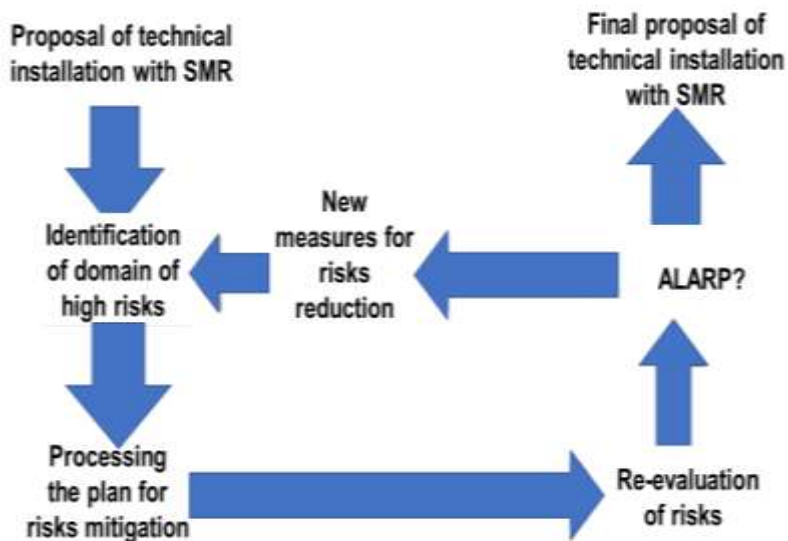 Proposal of technical
installation with SMR
Final proposal of
technical installation
with SMR
Identification
of domain of
high risks
New
measures for
risks
reduction
ALARP?
Processing
the plan for
risks mitigation
Re-evaluation
of risks